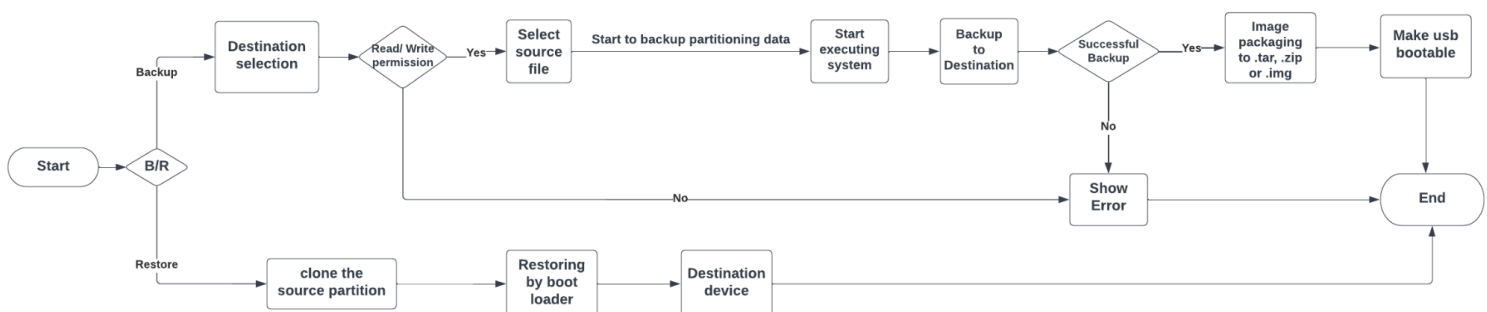 Start
B/R
Backup
Destination
selection
Read/ Write
permission
Yes
Select
source
file
Start to backup partitioning data
Start
executing
system
Backup
to
Destination
Successful
Backup
Yes
Image
packaging
to .tar, .zip
or .img
Make usb
bootable
No
No
Show
Error
End
Restore
clone the
source partition
Restoring
by boot
loader
Destination
device